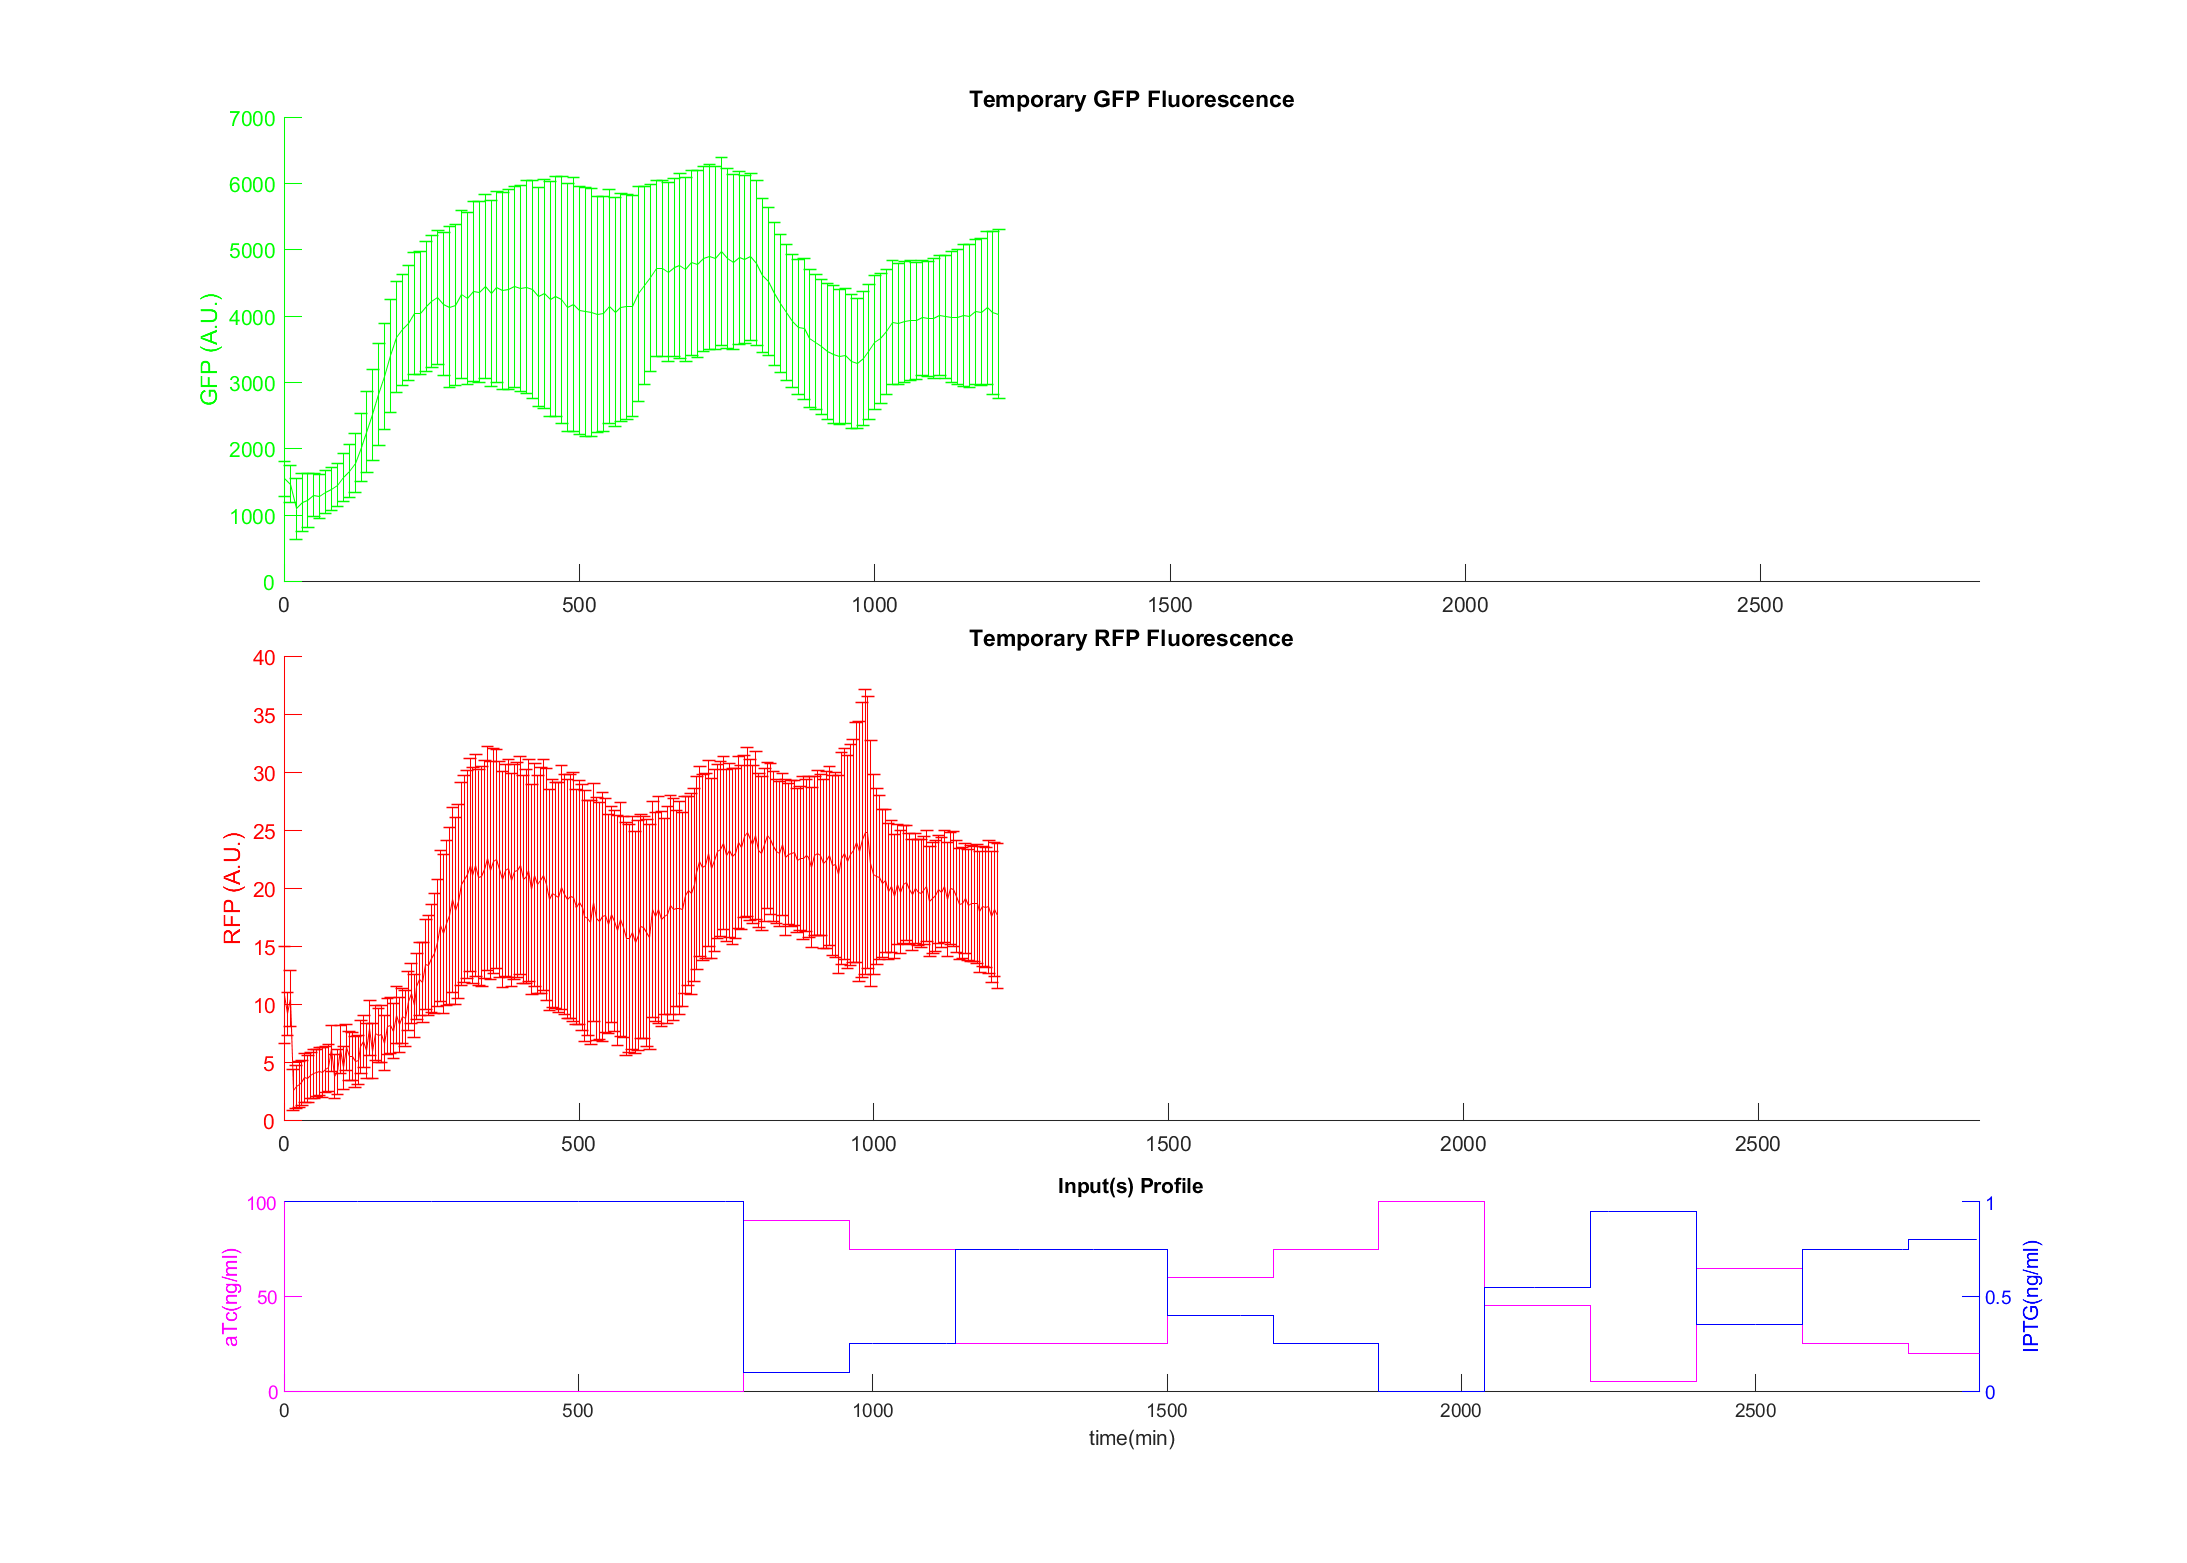 Temporary GFP Fluorescence
7000
6000
5000
4000
3000
2000
1000
0
GFP (A.U.)
0 500 1000 1500 2000 2500
Temporary RFP Fluorescence
40
35
30
25
20
15
10
5
0
RFP (A.U.)
0 500 1000 1500 2000 2500
Input(s) Profile
100
50
0
aTc(ng/ml)
1
0.5
0
IPTG(ng/ml)
0 500 1000 1500 2000 2500
time(min)